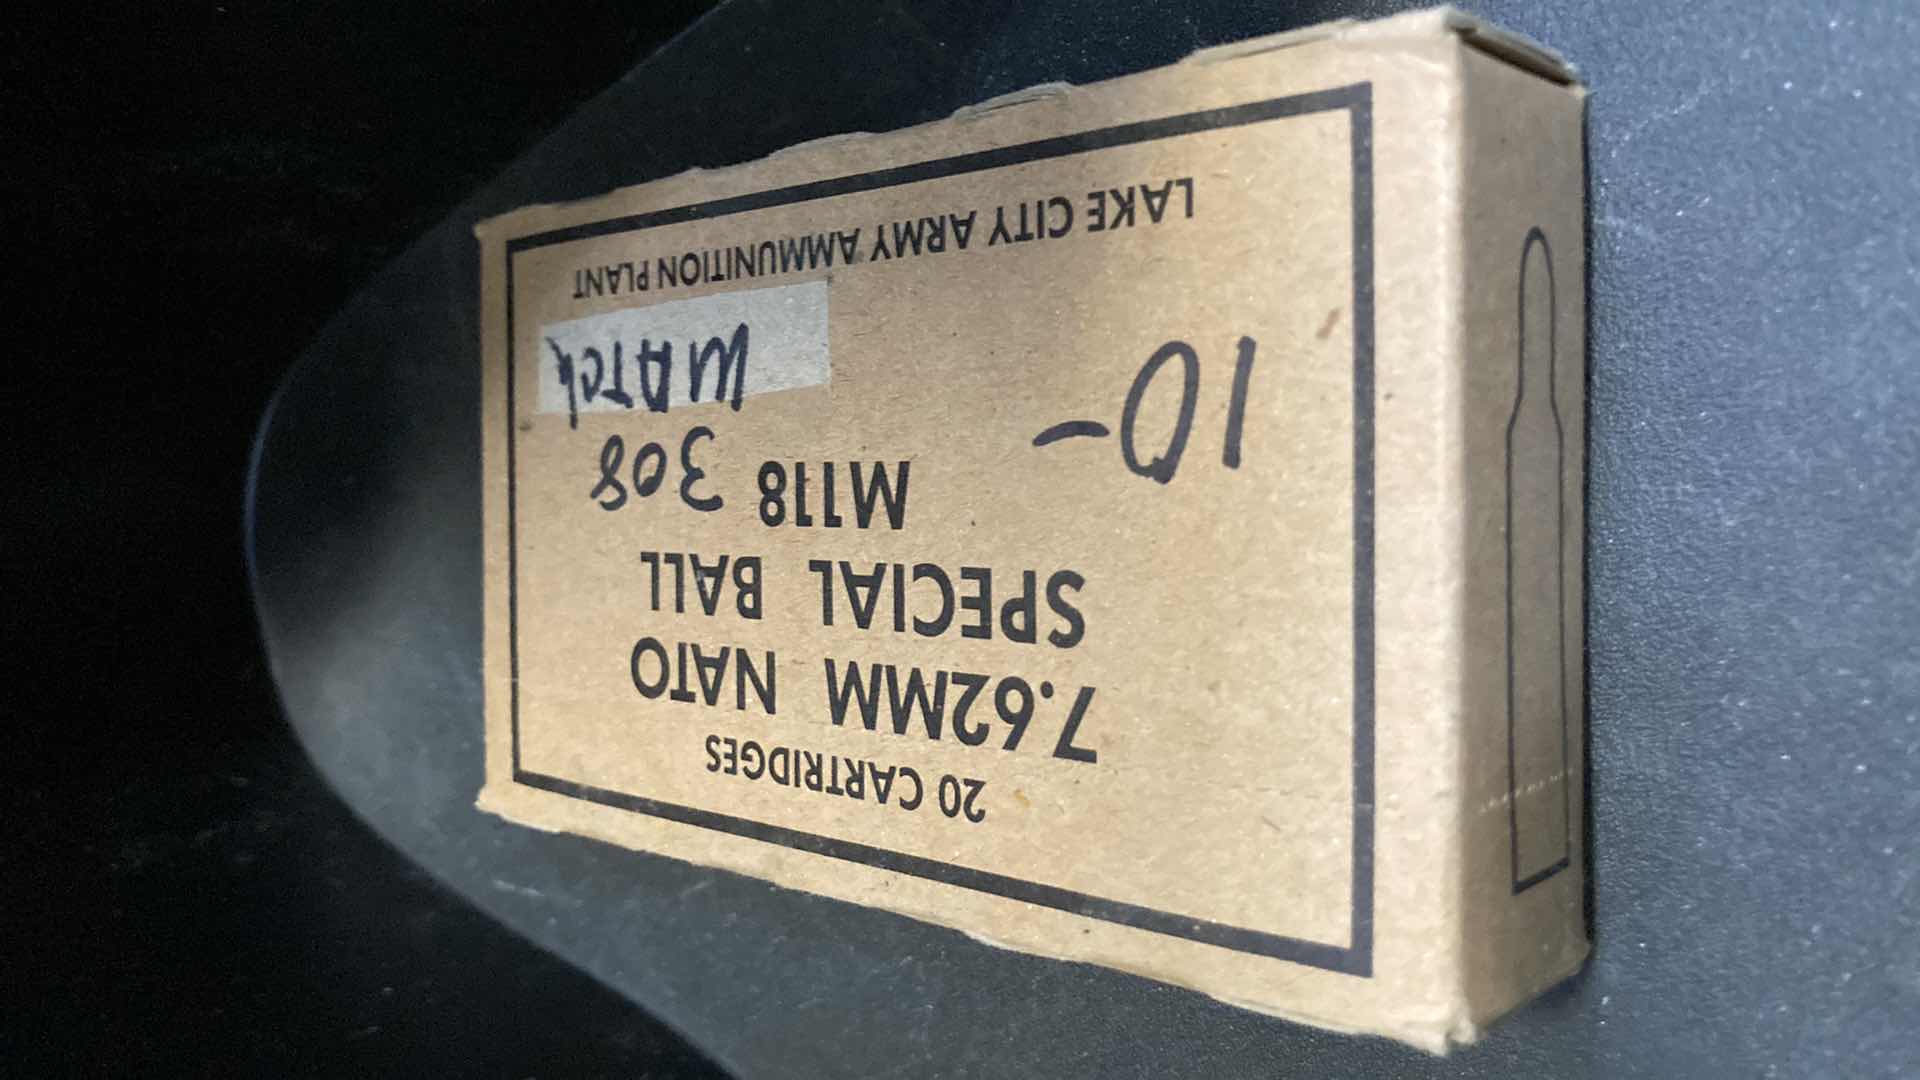 20 CARTRIDGES
7.62MM NATO
SPECIAL BALL
M118 308
10- MATCh
LAKE CITY ARMY AMMUNITION PLANT